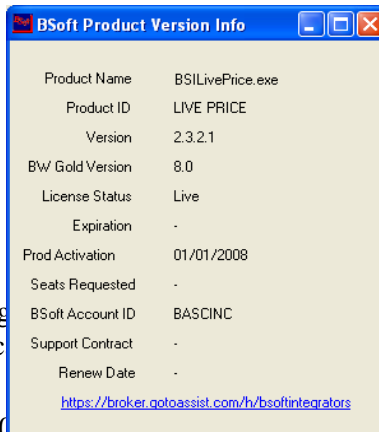 BSoft Product Version Info
Product Name BSILivePrice.exe
Product ID LIVE PRICE
Version 2.3.2.1
BW Gold Version 8.0
License Status Live
Expiration -
Prod Activation 01/01/2008
Seats Requested -
BSoft Account ID BASCINC
Support Contract -
Renew Date -
https://broker.gotoassist.com/h/bsoftintegrators